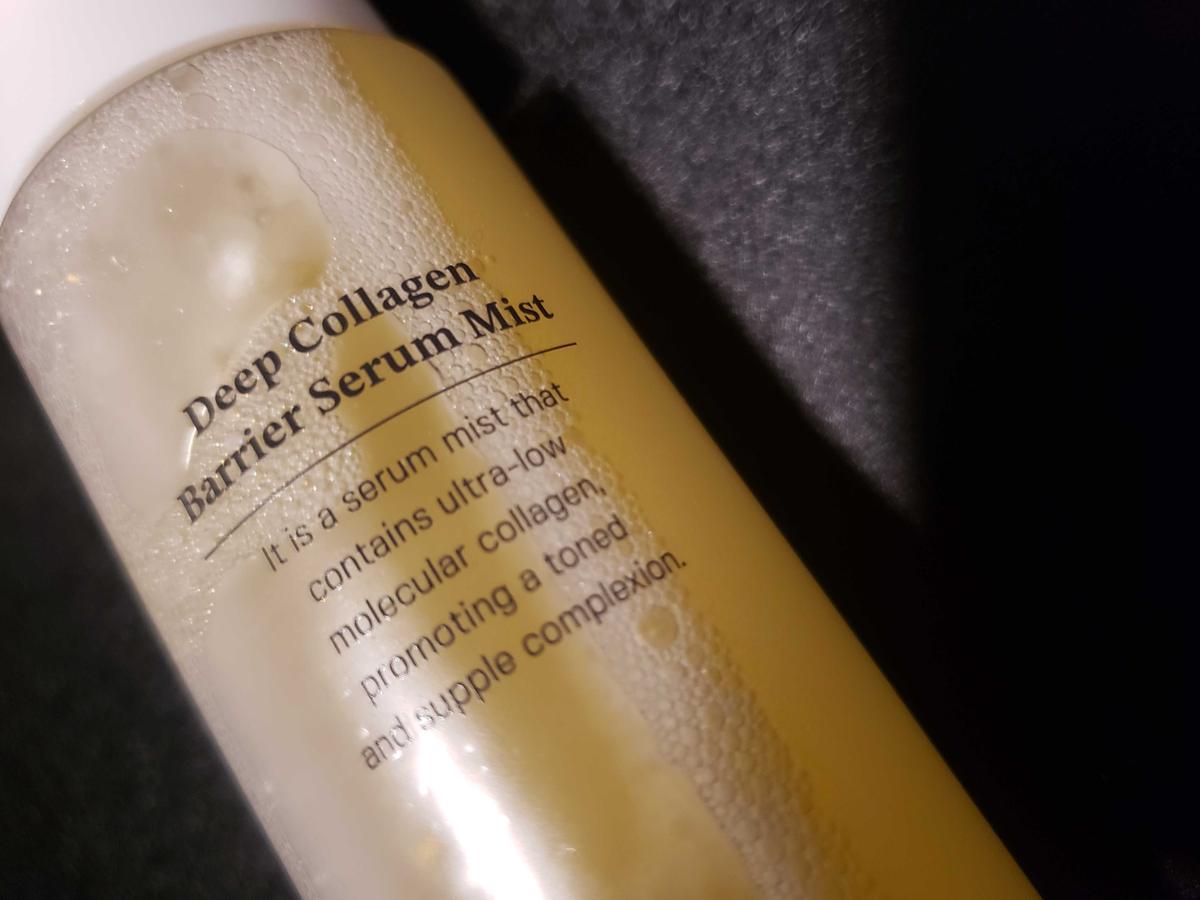 Deep Collagen
Barrier Serum Mist
It is a serum mist that
contains ultra-low
molecular collagen,
promoting a toned
and supple complexion.